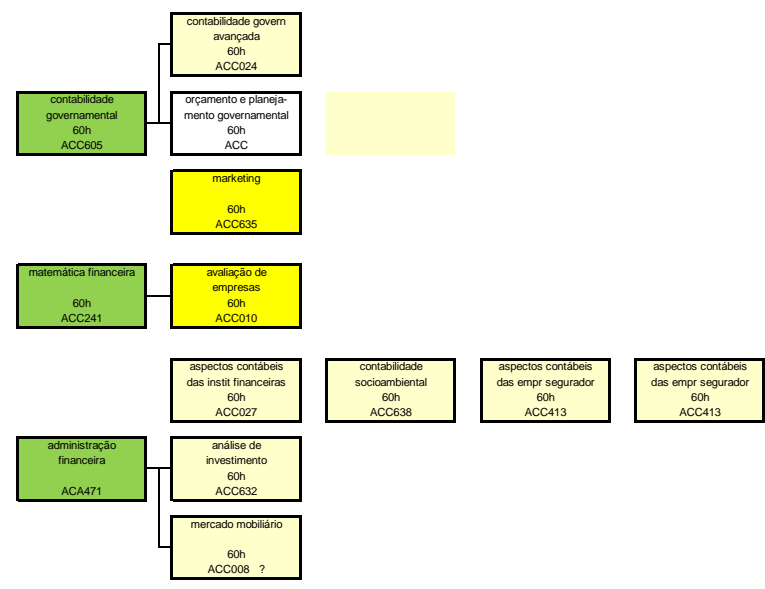 contabilidade govern
avançada
60h
ACC024
contabilidade
governamental
60h
ACC605
orçamento e planeja-
mento governamental
60h
ACC
marketing
60h
ACC635
matemática financeira
60h
ACC241
avaliação de
empresas
60h
ACC010
aspectos contábeis
das instit financeiras
60h
ACC027
contabilidade
socioambiental
60h
ACC638
aspectos contábeis
das empr segurador
60h
ACC413
aspectos contábeis
das empr segurador
60h
ACC413
administração
financeira
ACA471
análise de
investimento
60h
ACC632
mercado mobiliário
60h
ACC008 ?